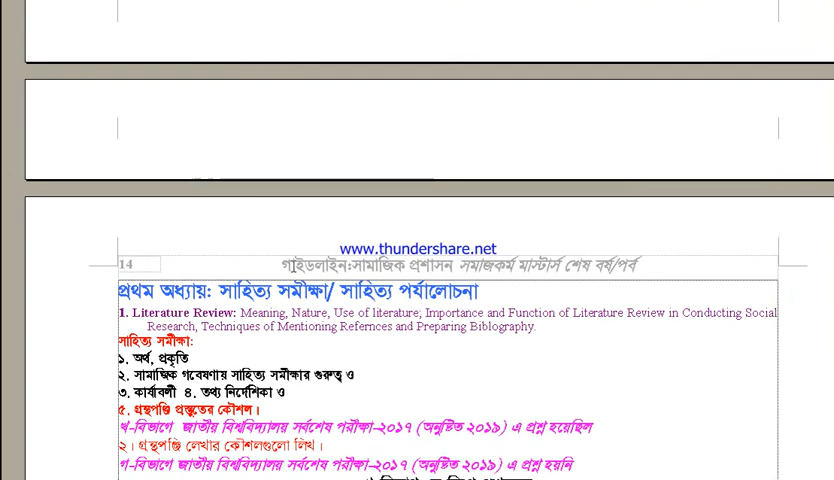 www.thundershare.net
14
গাইডলাইন:সামাজিক প্রশাসন সমাজকর্ম মাস্টার্স শেষ বর্ষ/পর্ব
প্রথম অধ্যায়: সাহিত্য সমীক্ষা/ সাহিত্য পর্যালোচনা
1. Literature Review: Meaning, Nature, Use of literature; Importance and Function of Literature Review in Conducting Social
Research, Techniques of Mentioning Refernces and Preparing Biblography.
সাহিত্য সমীক্ষা:
১. অর্থ, প্রকৃতি
২. সামাজিক গবেষণায় সাহিত্য সমীক্ষার গুরুত্ব ও
৩. কার্যাবলী ৪. তথ্য নির্দেশিকা ও
৫. গ্রন্থপঞ্জি প্রস্তুতের কৌশল।
খ-বিভাগে জাতীয় বিশ্ববিদ্যালয় সর্বশেষ পরীক্ষা-২০১৭ (অনুষ্টিত ২০১৯) এ প্রশ্ন হয়েছিল
২। গ্রন্থপঞ্জি লেখার কৌশলগুলো লিখ।
গ-বিভাগে জাতীয় বিশ্ববিদ্যালয় সর্বশেষ পরীক্ষা-২০১৭ (অনুষ্টিত ২০১৯) এ প্রশ্ন হয়নি